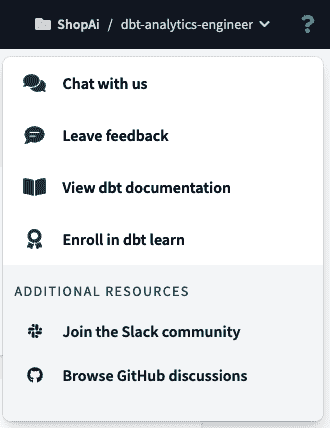 ShopAi / dbt-analytics-engineer ?
Chat with us
Leave feedback
View dbt documentation
Enroll in dbt learn
ADDITIONAL RESOURCES
Join the Slack community
Browse GitHub discussions